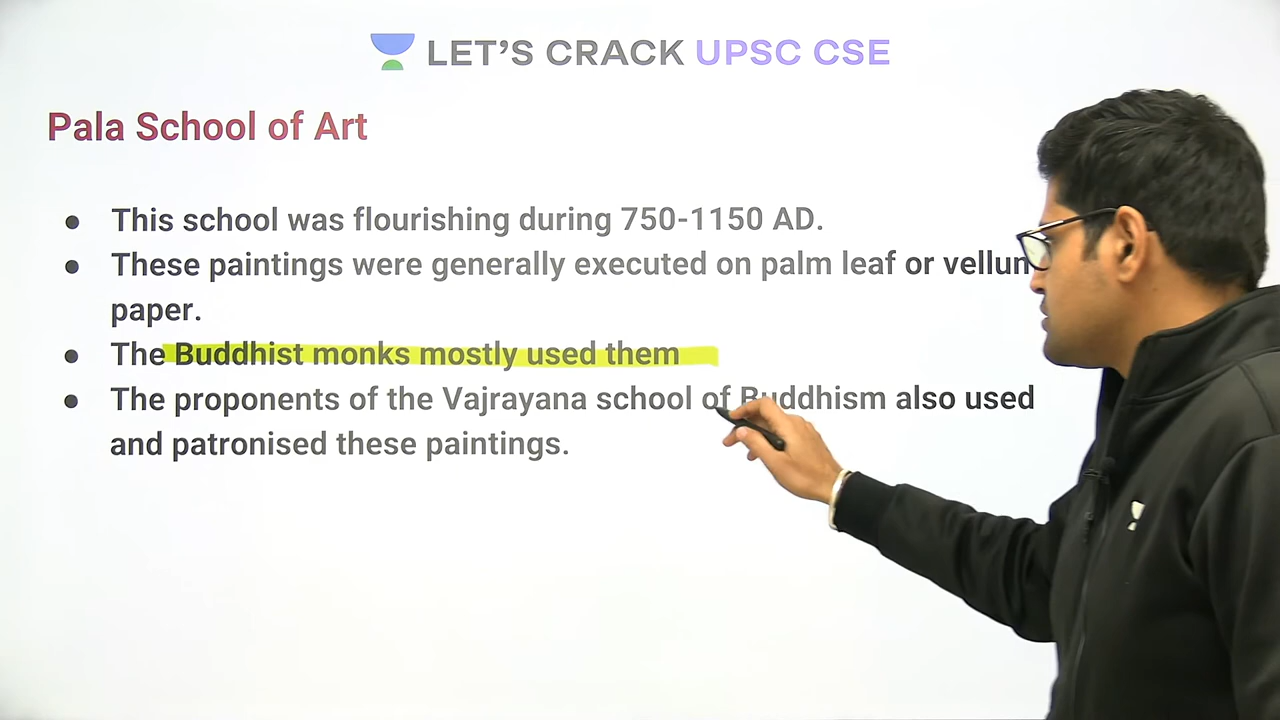 LET'S CRACK UPSC CSE
Pala School of Art
● This school was flourishing during 750-1150 AD.
● These paintings were generally executed on palm leaf or
paper.
● The Buddhist monks mostly used them
● The proponents of the Vajrayana school of Buddhism also used
and patronised these paintings.